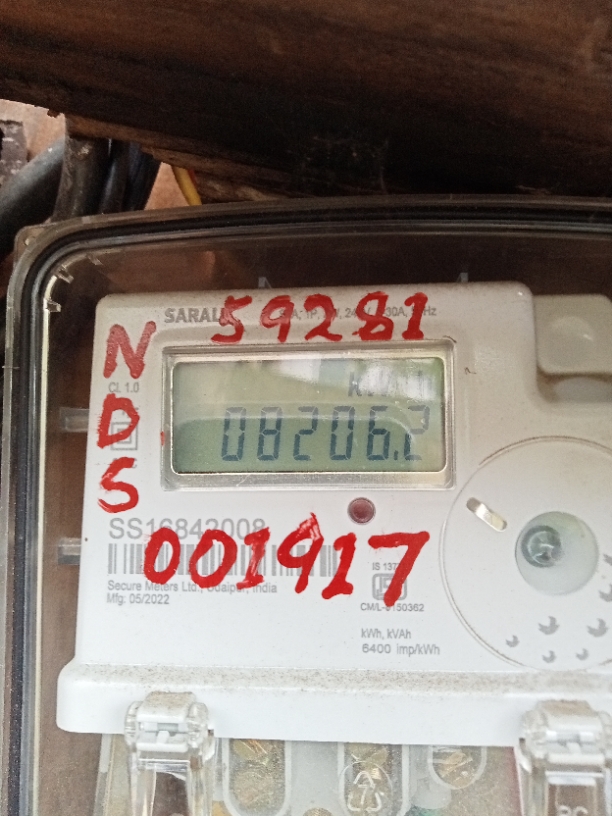 SARAL
59281
N
CL 1.0
D
S
08206.2
SS16842008
001917
Secure Meters Ltd., Udaipur, India
Mfg. 05/2022
kWh, kVAh
6400 imp/kWh